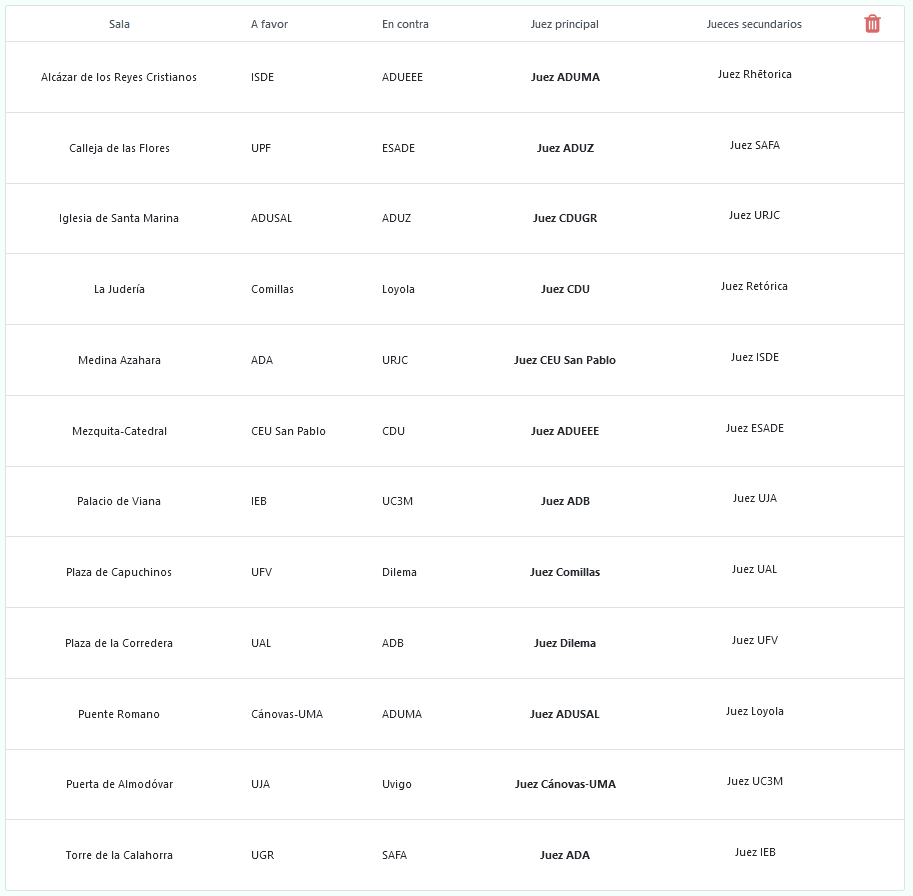 Sala A favor En contra Juez principal Jueces secundarios
Alcázar de los Reyes Cristianos ISDE ADUEEE Juez ADUMA Juez Rhētorica
Calleja de las Flores UPF ESADE Juez ADUZ Juez SAFA
Iglesia de Santa Marina ADUSAL ADUZ Juez CDUGR Juez URJC
La Judería Comillas Loyola Juez CDU Juez Retórica
Medina Azahara ADA URJC Juez CEU San Pablo Juez ISDE
Mezquita-Catedral CEU San Pablo CDU Juez ADUEEE Juez ESADE
Palacio de Viana IEB UC3M Juez ADB Juez UJA
Plaza de Capuchinos UFV Dilema Juez Comillas Juez UAL
Plaza de la Corredera UAL ADB Juez Dilema Juez UFV
Puente Romano Cánovas-UMA ADUMA Juez ADUSAL Juez Loyola
Puerta de Almodóvar UJA Uvigo Juez Cánovas-UMA Juez UC3M
Torre de la Calahorra UGR SAFA Juez ADA Juez IEB